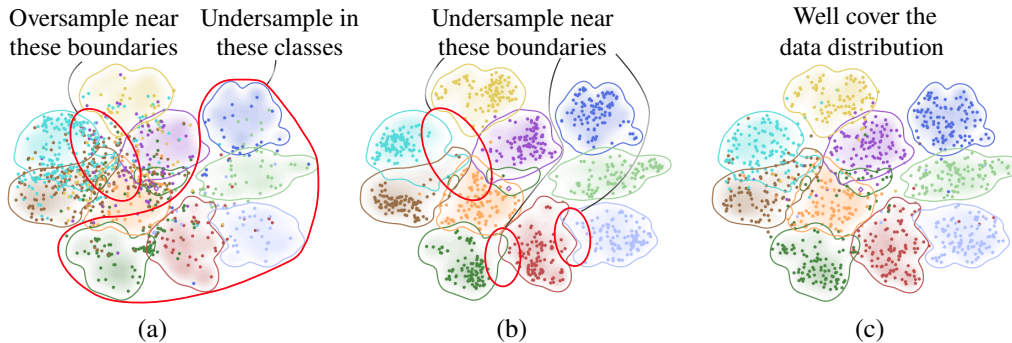 Oversample near
these boundaries
Undersample in
these classes
Undersample near
these boundaries
Well cover the
data distribution
(a)
(b)
(c)